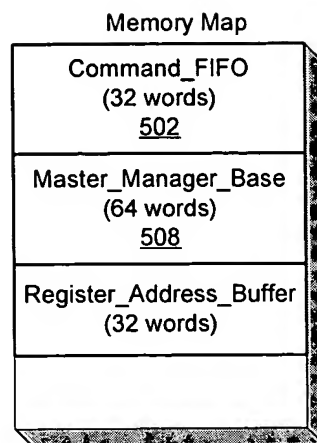 Memory Map
Command_FIFO
(32 words)
502
Master_Manager_Base
(64 words)
508
Register_Address_Buffer
(32 words)